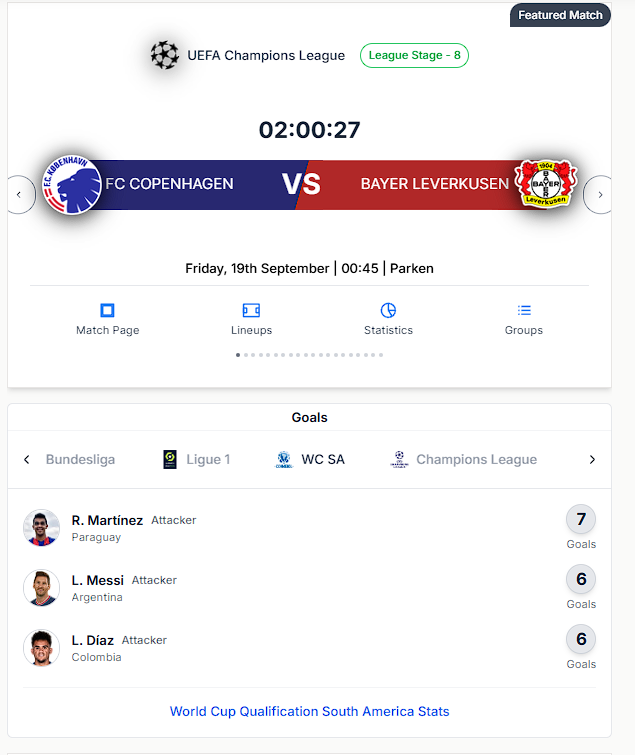 Featured Match
UEFA Champions League League Stage - 8
02:00:27
F.C. KØBENHAVN
FC COPENHAGEN VS BAYER LEVERKUSEN
1904
BAYER
Leverkusen
Friday, 19th September | 00:45 | Parken
Match Page Lineups Statistics Groups
Goals
Bundesliga Ligue 1 WC SA Champions League
R. Martínez Attacker 7
Paraguay Goals
L. Messi Attacker 6
Argentina Goals
L. Díaz Attacker 6
Colombia Goals
World Cup Qualification South America Stats